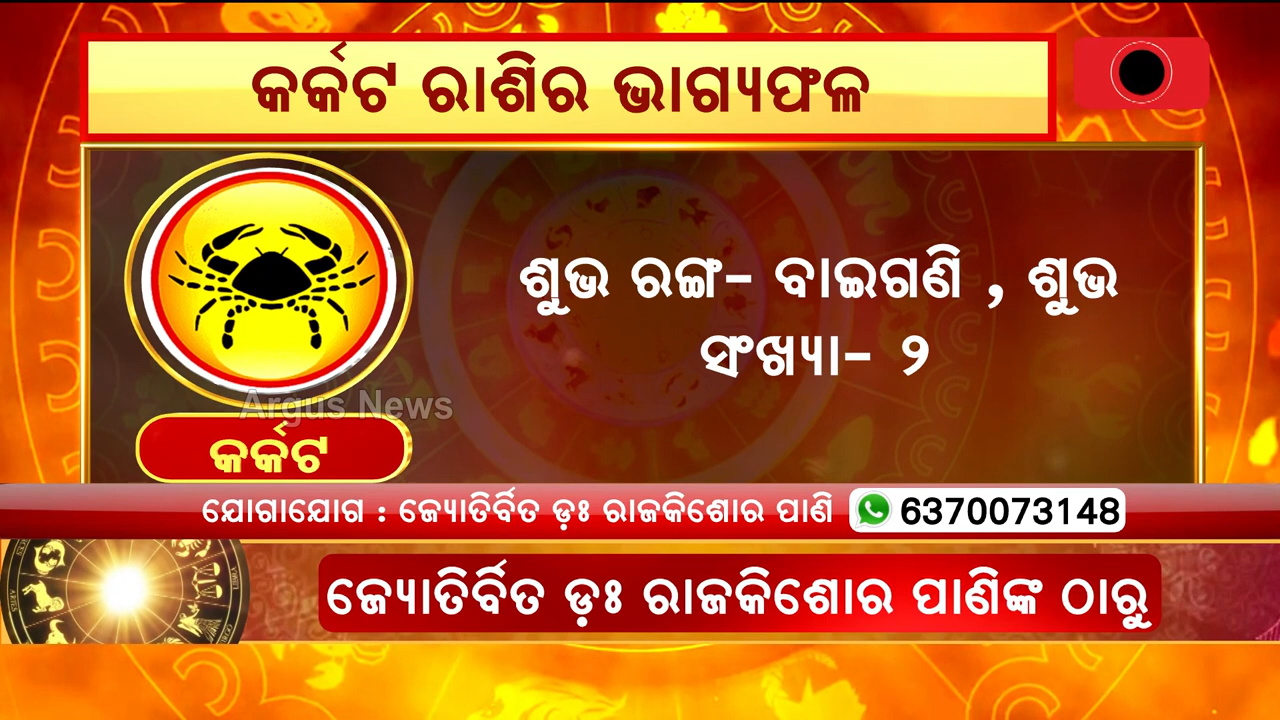 କର୍କଟ ରାଶିର ଭାଗ୍ୟଫଳ
ଶୁଭ ରଙ୍ଗ- ବାଇଗଣି , ଶୁଭ
ସଂଖ୍ୟା- ୨
Argus News
କର୍କଟ
ଯୋଗାଯୋଗ : ଜ୍ୟୋତିର୍ବିତ ଡ଼ଃ ରାଜକିଶୋର ପାଣି 6370073148
ଜ୍ୟୋତିର୍ବିତ ଡ଼ଃ ରାଜକିଶୋର ପାଣିଙ୍କ ଠାରୁ